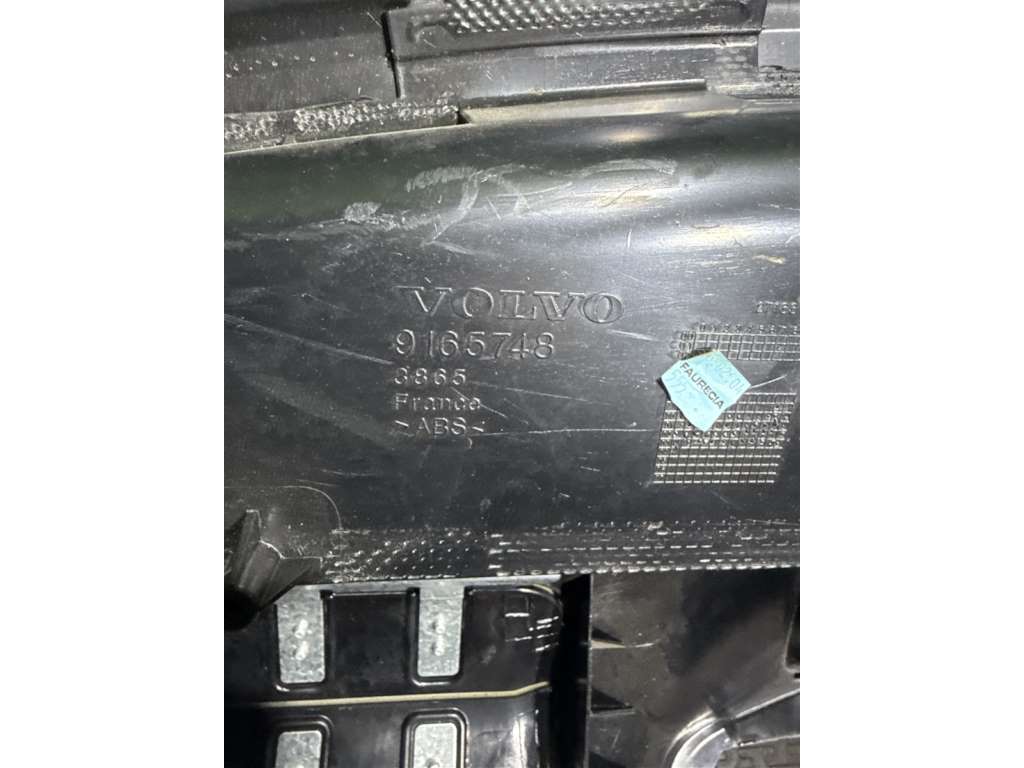 VOLVO
9165748
3865
France
>ABS<
FAURECIA